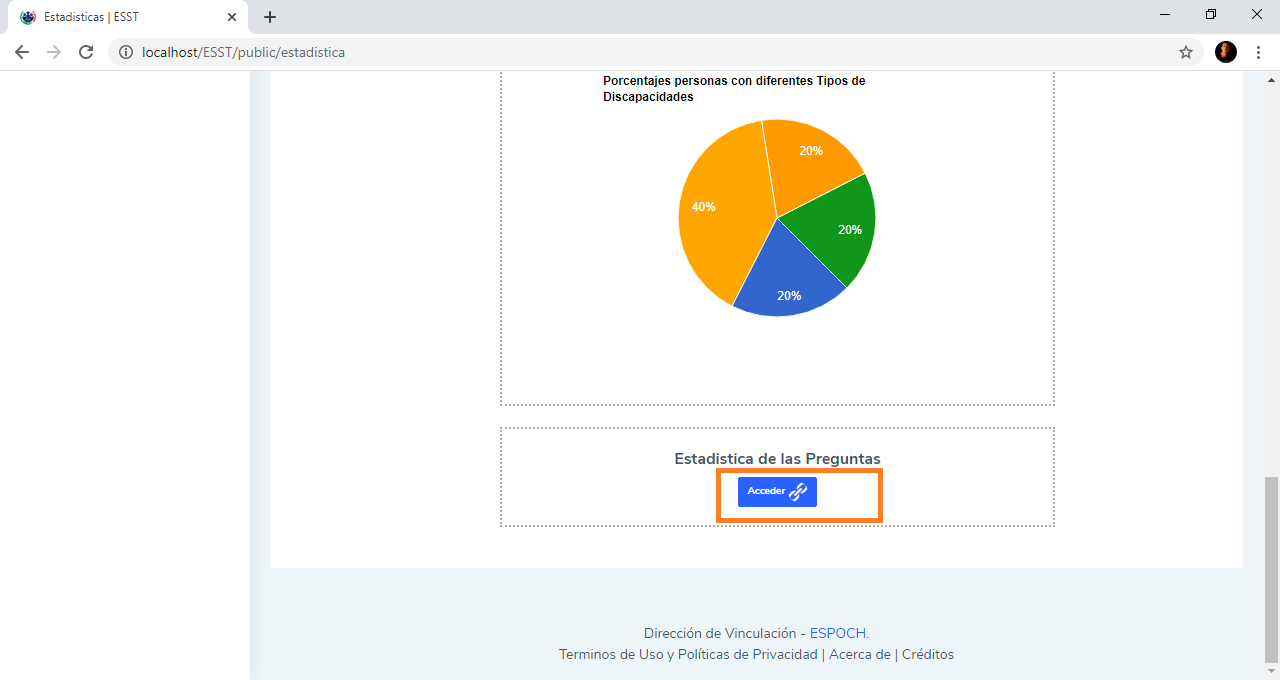 Estadisticas | ESST
localhost/ESST/public/estadistica
Porcentajes personas con diferentes Tipos de
Discapacidades
20%
40%
20%
20%
Estadistica de las Preguntas
Acceder
Dirección de Vinculación - ESPOCH.
Terminos de Uso y Políticas de Privacidad | Acerca de | Créditos